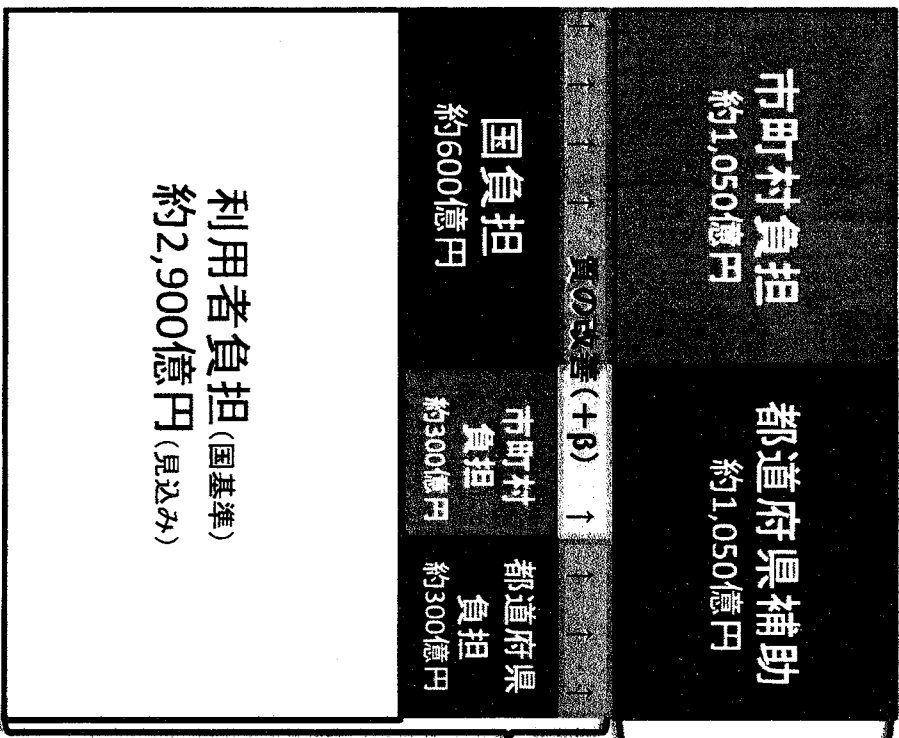 市町村負担
約1,050億円
都道府県補助
約1,050億円
質の改善(+β)
国負担
約600億円
市町村
負担
約300億円
都道府県
負担
約300億円
利用者負担(国基準)
約2,900億円(見込み)